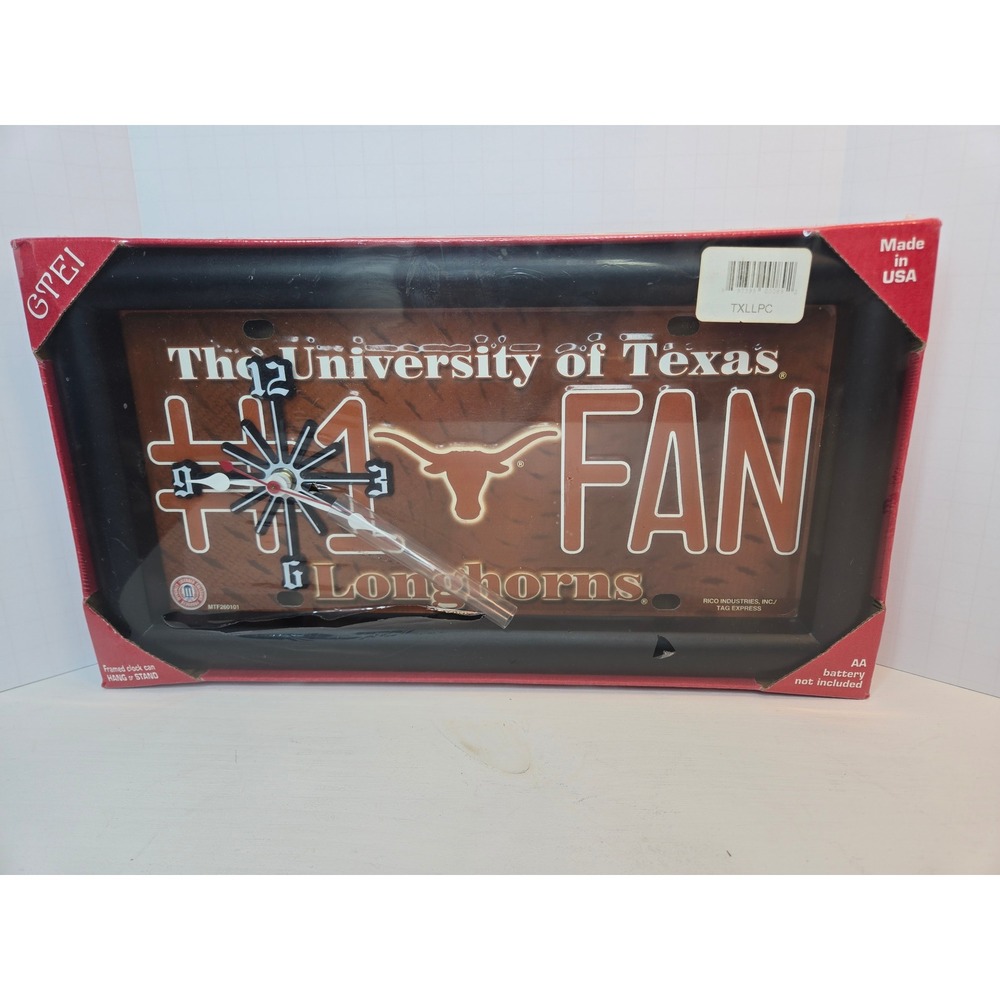 GTEI
Made
in
USA
TXLLPC
The University of Texas®
12
#1 FAN
®
9
3
6
Longhorns®
MTF260101
RICO INDUSTRIES, INC./
TAG EXPRESS
Framed clock can
HANG or STAND
AA
battery
not included